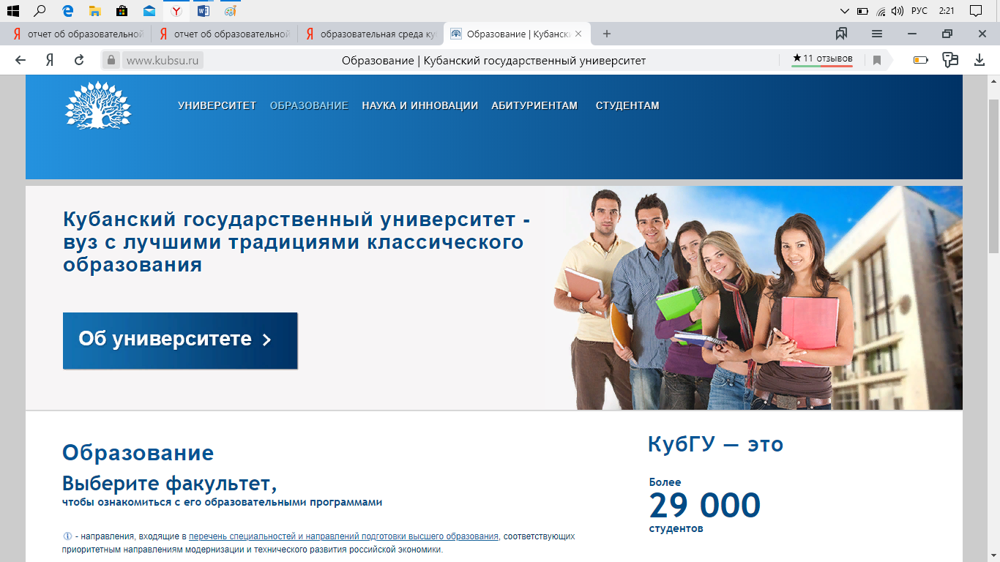 РУС 2:21
отчет об образовательной
отчет об образовательной
образовательная среда ку
Образование | Кубански
www.kubsu.ru
Образование | Кубанский государственный университет
★ 11 отзывов
УНИВЕРСИТЕТ ОБРАЗОВАНИЕ НАУКА И ИННОВАЦИИ АБИТУРИЕНТАМ СТУДЕНТАМ
Кубанский государственный университет -
вуз с лучшими традициями классического
образования
Об университете >
Образование
Выберите факультет,
чтобы ознакомиться с его образовательными программами
- направления, входящие в перечень специальностей и направлений подготовки высшего образования, соответствующих
приоритетным направлениям модернизации и технического развития российской экономики.
КубГУ — это
Более
29 000
студентов